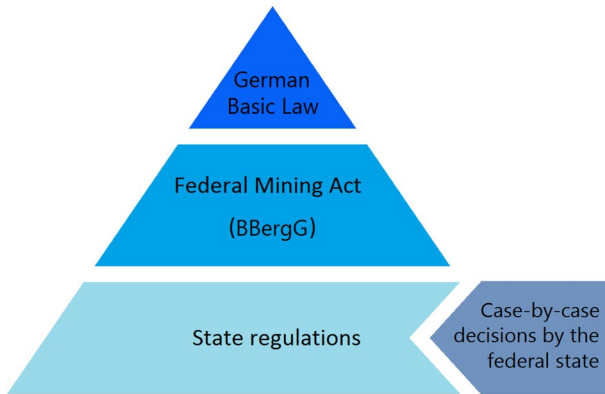 German
Basic Law
Federal Mining Act
(BBergG)
State regulations
Case-by-case
decisions by the
federal state